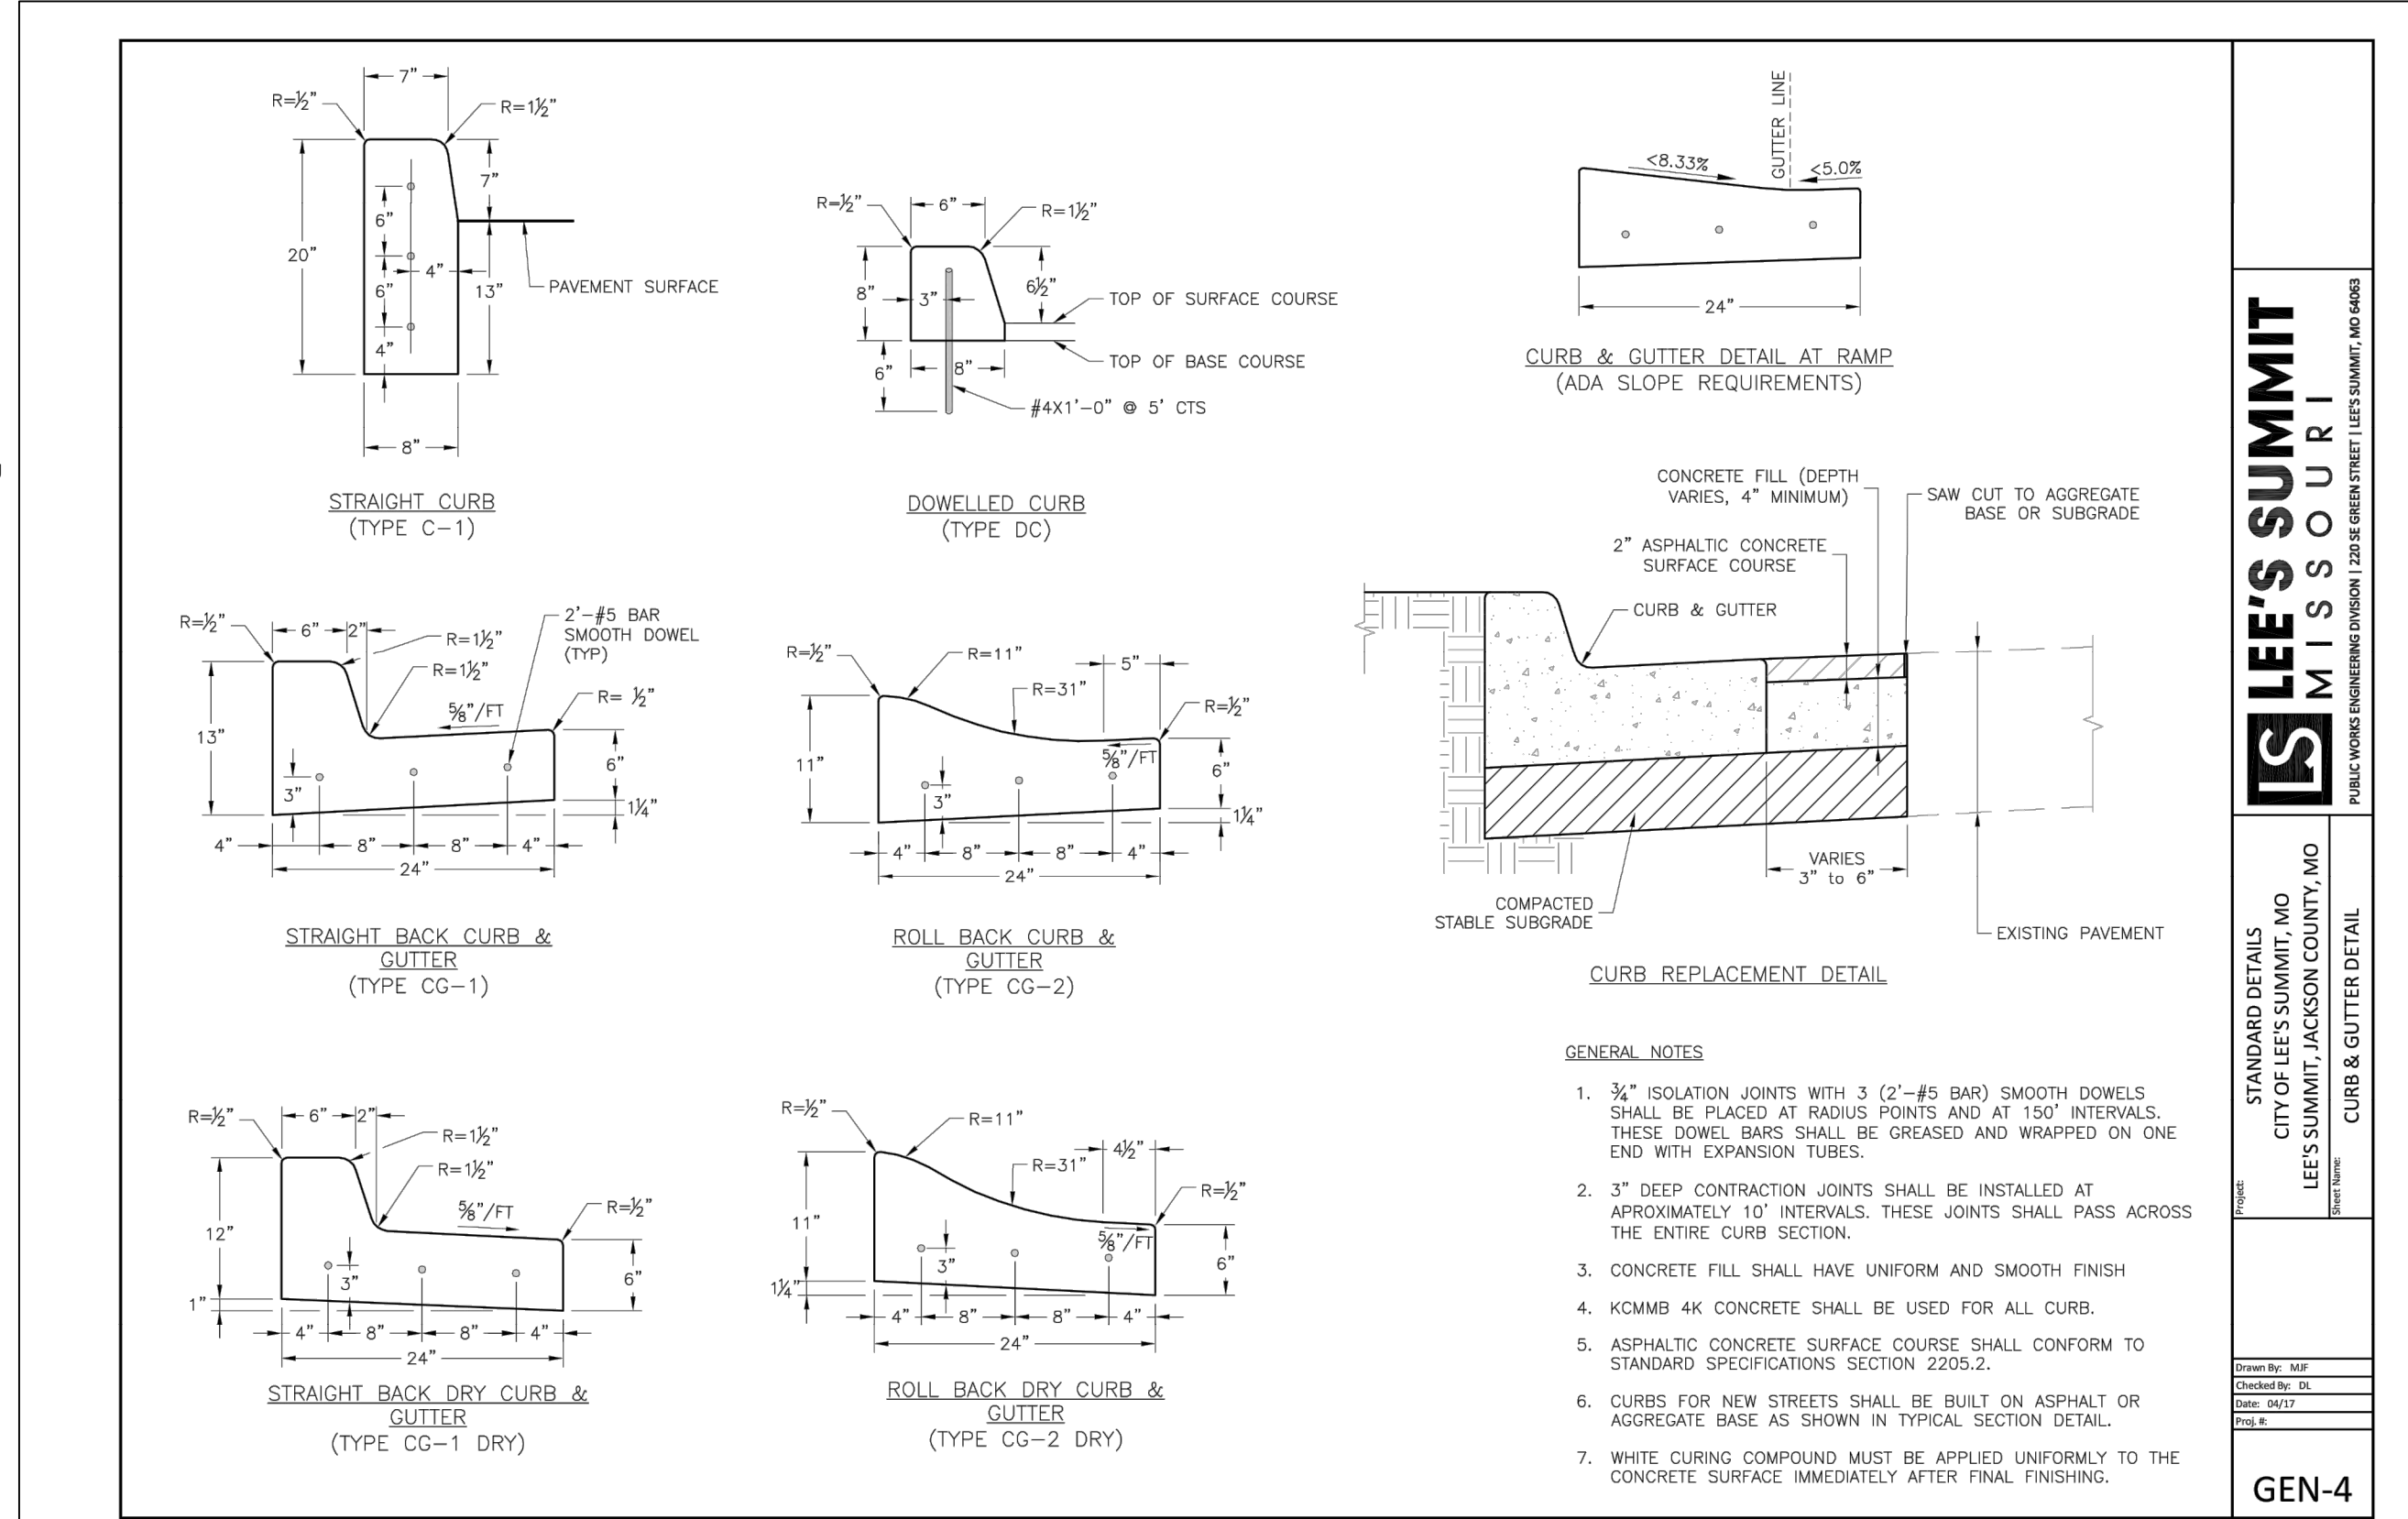 7”
R=½”
R=1½”
7”
6”
20”
4”
6”
13”
PAVEMENT SURFACE
4”
8”
STRAIGHT CURB
(TYPE C–1)
R=½”
6”
R=1½”
8”
3”
6½”
TOP OF SURFACE COURSE
TOP OF BASE COURSE
6”
8”
#4X1’–0” @ 5’ CTS
DOWELLED CURB
(TYPE DC)
GUTTER LINE
<8.33%
<5.0%
24”
CURB & GUTTER DETAIL AT RAMP
(ADA SLOPE REQUIREMENTS)
R=½”
6”
2”
R=1½”
R=1½”
2’–#5 BAR
SMOOTH DOWEL
(TYP)
R= ½”
⅝”/FT
13”
3”
6”
1¼”
4”
8”
8”
4”
24”
STRAIGHT BACK CURB &
GUTTER
(TYPE CG–1)
R=½”
R=11”
R=31”
5”
R=½”
⅝”/FT
11”
3”
6”
1¼”
4”
8”
8”
4”
24”
ROLL BACK CURB &
GUTTER
(TYPE CG–2)
CONCRETE FILL (DEPTH
VARIES, 4” MINIMUM)
SAW CUT TO AGGREGATE
BASE OR SUBGRADE
2” ASPHALTIC CONCRETE
SURFACE COURSE
CURB & GUTTER
VARIES
3” to 6”
COMPACTED
STABLE SUBGRADE
EXISTING PAVEMENT
CURB REPLACEMENT DETAIL
R=½”
6”
2”
R=1½”
R=1½”
⅝”/FT
R=½”
12”
3”
6”
1”
4”
8”
8”
4”
24”
STRAIGHT BACK DRY CURB &
GUTTER
(TYPE CG–1 DRY)
R=½”
R=11”
R=31”
4½”
R=½”
⅝”/FT
11”
3”
6”
1¼”
4”
8”
8”
4”
24”
ROLL BACK DRY CURB &
GUTTER
(TYPE CG–2 DRY)
GENERAL NOTES
1. ¾” ISOLATION JOINTS WITH 3 (2’–#5 BAR) SMOOTH DOWELS
SHALL BE PLACED AT RADIUS POINTS AND AT 150’ INTERVALS.
THESE DOWEL BARS SHALL BE GREASED AND WRAPPED ON ONE
END WITH EXPANSION TUBES.
2. 3” DEEP CONTRACTION JOINTS SHALL BE INSTALLED AT
APROXIMATELY 10’ INTERVALS. THESE JOINTS SHALL PASS ACROSS
THE ENTIRE CURB SECTION.
3. CONCRETE FILL SHALL HAVE UNIFORM AND SMOOTH FINISH
4. KCMMB 4K CONCRETE SHALL BE USED FOR ALL CURB.
5. ASPHALTIC CONCRETE SURFACE COURSE SHALL CONFORM TO
STANDARD SPECIFICATIONS SECTION 2205.2.
6. CURBS FOR NEW STREETS SHALL BE BUILT ON ASPHALT OR
AGGREGATE BASE AS SHOWN IN TYPICAL SECTION DETAIL.
7. WHITE CURING COMPOUND MUST BE APPLIED UNIFORMLY TO THE
CONCRETE SURFACE IMMEDIATELY AFTER FINAL FINISHING.
LS LEE'S SUMMIT
MISSOURI
PUBLIC WORKS ENGINEERING DIVISION | 220 SE GREEN STREET | LEE'S SUMMIT, MO 64063
Project:
STANDARD DETAILS
CITY OF LEE'S SUMMIT, MO
LEE'S SUMMIT, JACKSON COUNTY, MO
Sheet Name:
CURB & GUTTER DETAIL
Drawn By: MJF
Checked By: DL
Date: 04/17
Proj. #:
GEN-4